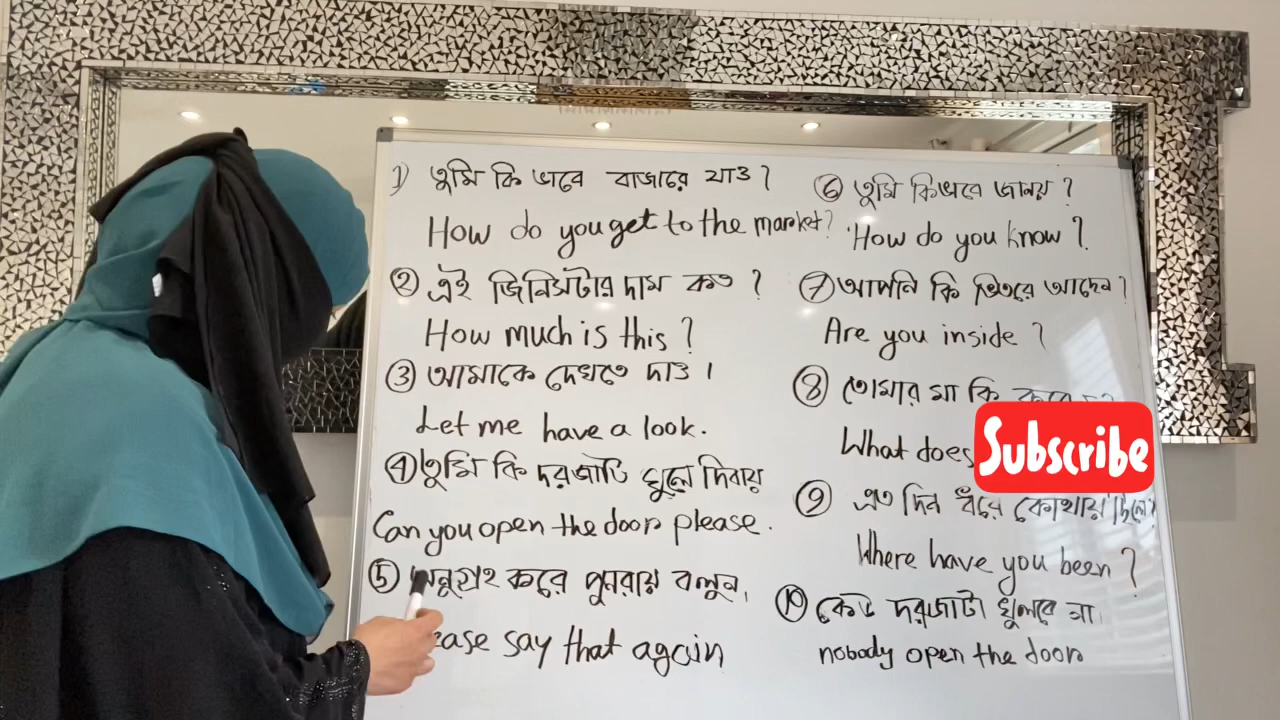 1) তুমি কি ভাবে বাজারে যাও ?
How do you get to the market?
② এই জিনিসটার দাম কত ?
How much is this ?
③ আমাকে দেখতে দাও ।
Let me have a look.
④ তুমি কি দরজাটি খুলে দিবায়
Can you open the door please.
⑤ অনুগ্রহ করে পুনরায় বলুন,
ease say that again
⑥ তুমি কিভাবে জানয় ?
How do you know ?
⑦ আপনি কি ভিতরে আছেন ?
Are you inside ?
⑧ তোমার মা কি
What does
Subscribe
⑨ এত দিন ধরে কোথায় ছিলে?
Where have you been ?
⑩ কেউ দরজাটা খুলবে না।
nobody open the door